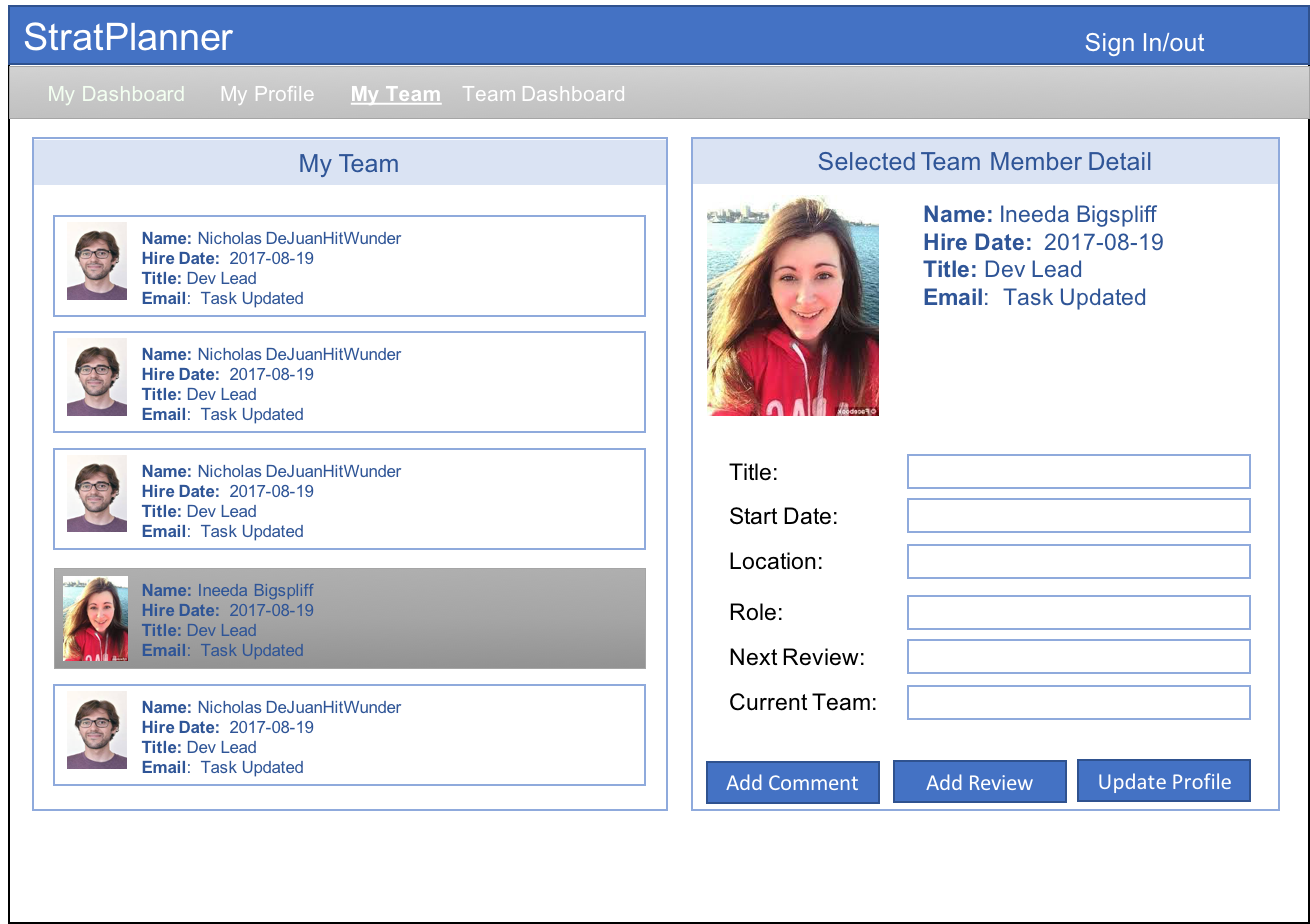 StratPlanner
Sign In/out
My Dashboard My Profile My Team Team Dashboard
My Team
Name: Nicholas DeJuanHitWunder
Hire Date: 2017-08-19
Title: Dev Lead
Email: Task Updated
Name: Nicholas DeJuanHitWunder
Hire Date: 2017-08-19
Title: Dev Lead
Email: Task Updated
Name: Nicholas DeJuanHitWunder
Hire Date: 2017-08-19
Title: Dev Lead
Email: Task Updated
Name: Ineeda Bigspliff
Hire Date: 2017-08-19
Title: Dev Lead
Email: Task Updated
Name: Nicholas DeJuanHitWunder
Hire Date: 2017-08-19
Title: Dev Lead
Email: Task Updated
Selected Team Member Detail
Name: Ineeda Bigspliff
Hire Date: 2017-08-19
Title: Dev Lead
Email: Task Updated
© Facebook
Title:
Start Date:
Location:
Role:
Next Review:
Current Team:
Add Comment
Add Review
Update Profile